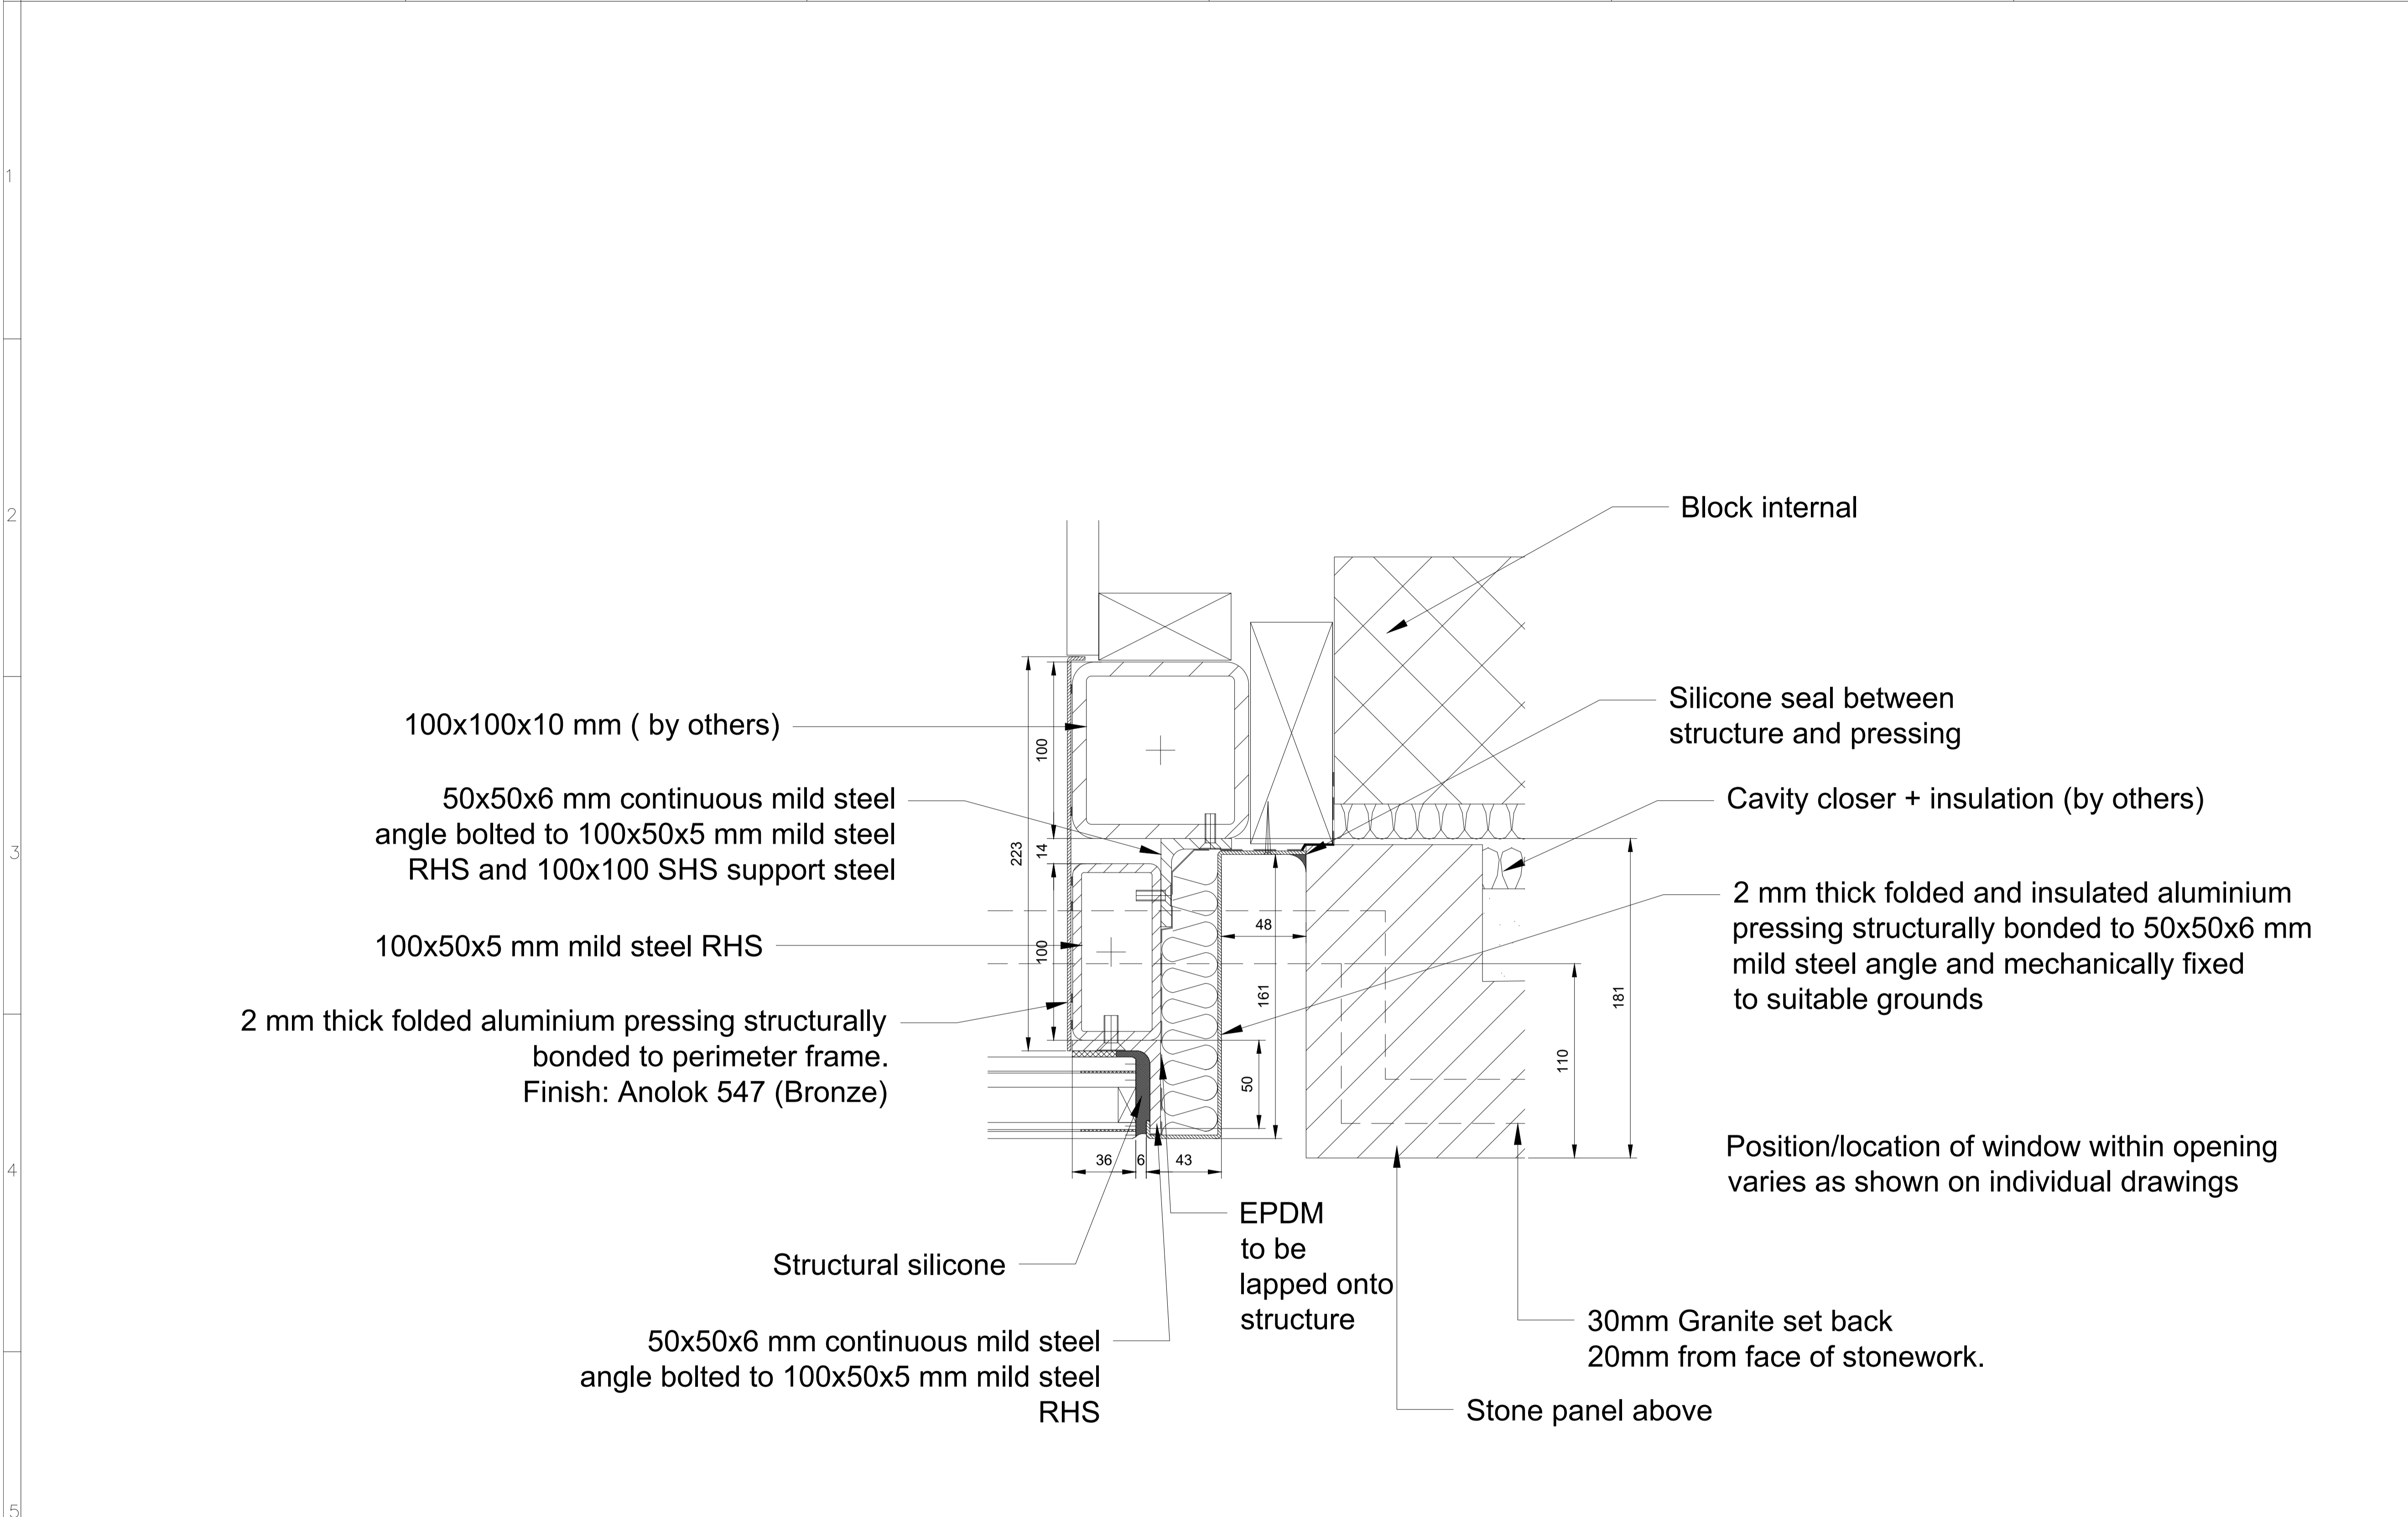 1
2
3
4
5
Block internal
Silicone seal between
structure and pressing
100x100x10 mm ( by others)
50x50x6 mm continuous mild steel
angle bolted to 100x50x5 mm mild steel
RHS and 100x100 SHS support steel
Cavity closer + insulation (by others)
2 mm thick folded and insulated aluminium
pressing structurally bonded to 50x50x6 mm
mild steel angle and mechanically fixed
to suitable grounds
100x50x5 mm mild steel RHS
2 mm thick folded aluminium pressing structurally
bonded to perimeter frame.
Finish: Anolok 547 (Bronze)
223
100
14
100
48
161
50
110
181
36
6
43
Position/location of window within opening
varies as shown on individual drawings
EPDM
to be
lapped onto
structure
Structural silicone
50x50x6 mm continuous mild steel
angle bolted to 100x50x5 mm mild steel
RHS
30mm Granite set back
20mm from face of stonework.
Stone panel above